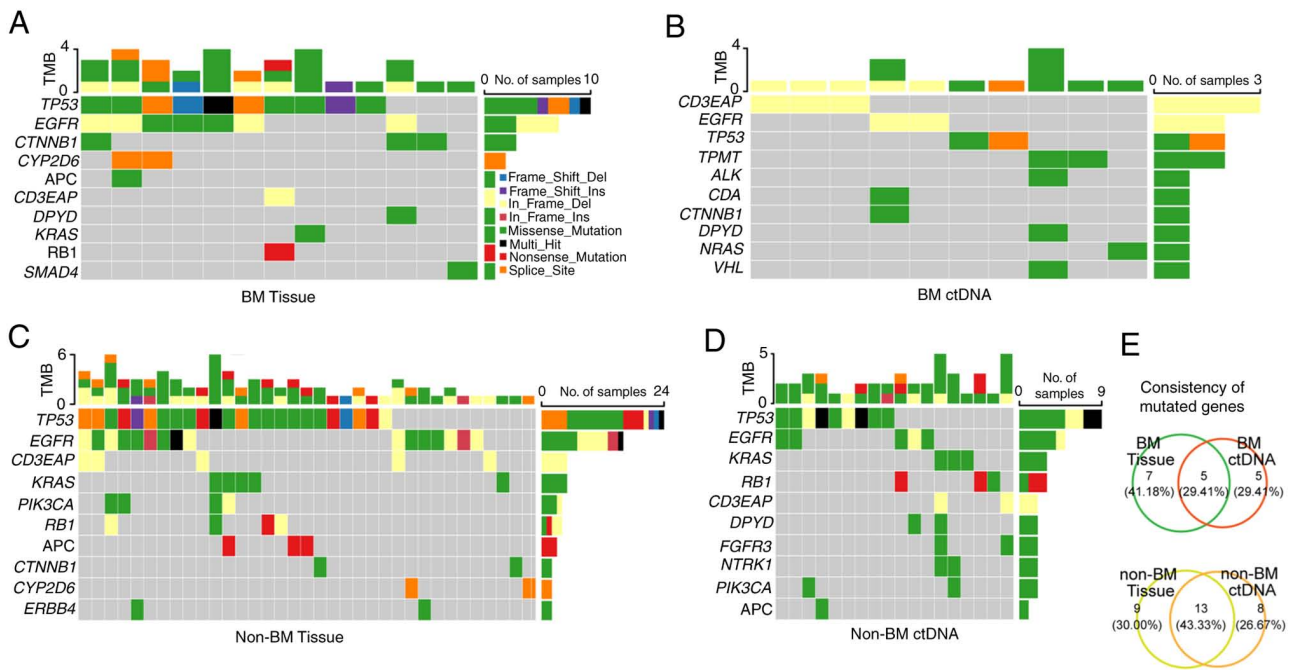 A
TMB
4
0
0 No. of samples 10
TP53
EGFR
CTNNB1
CYP2D6
APC
CD3EAP
DPYD
KRAS
RB1
SMAD4
Frame_Shift_Del
Frame_Shift_Ins
In_Frame_Del
In_Frame_Ins
Missense_Mutation
Multi_Hit
Nonsense_Mutation
Splice_Site
BM Tissue
B
TMB
4
0
0 No. of samples 3
CD3EAP
EGFR
TP53
TPMT
ALK
CDA
CTNNB1
DPYD
NRAS
VHL
BM ctDNA
C
TMB
6
0
0 No. of samples 24
TP53
EGFR
CD3EAP
KRAS
PIK3CA
RB1
APC
CTNNB1
CYP2D6
ERBB4
Non-BM Tissue
D
TMB
5
0
0 No. of 9
samples
TP53
EGFR
KRAS
RB1
CD3EAP
DPYD
FGFR3
NTRK1
PIK3CA
APC
Non-BM ctDNA
E
Consistency of
mutated genes
BM BM
Tissue ctDNA
7 5 5
(41.18%) (29.41%) (29.41%)
non-BM non-BM
Tissue ctDNA
9 13 8
(30.00%) (43.33%) (26.67%)